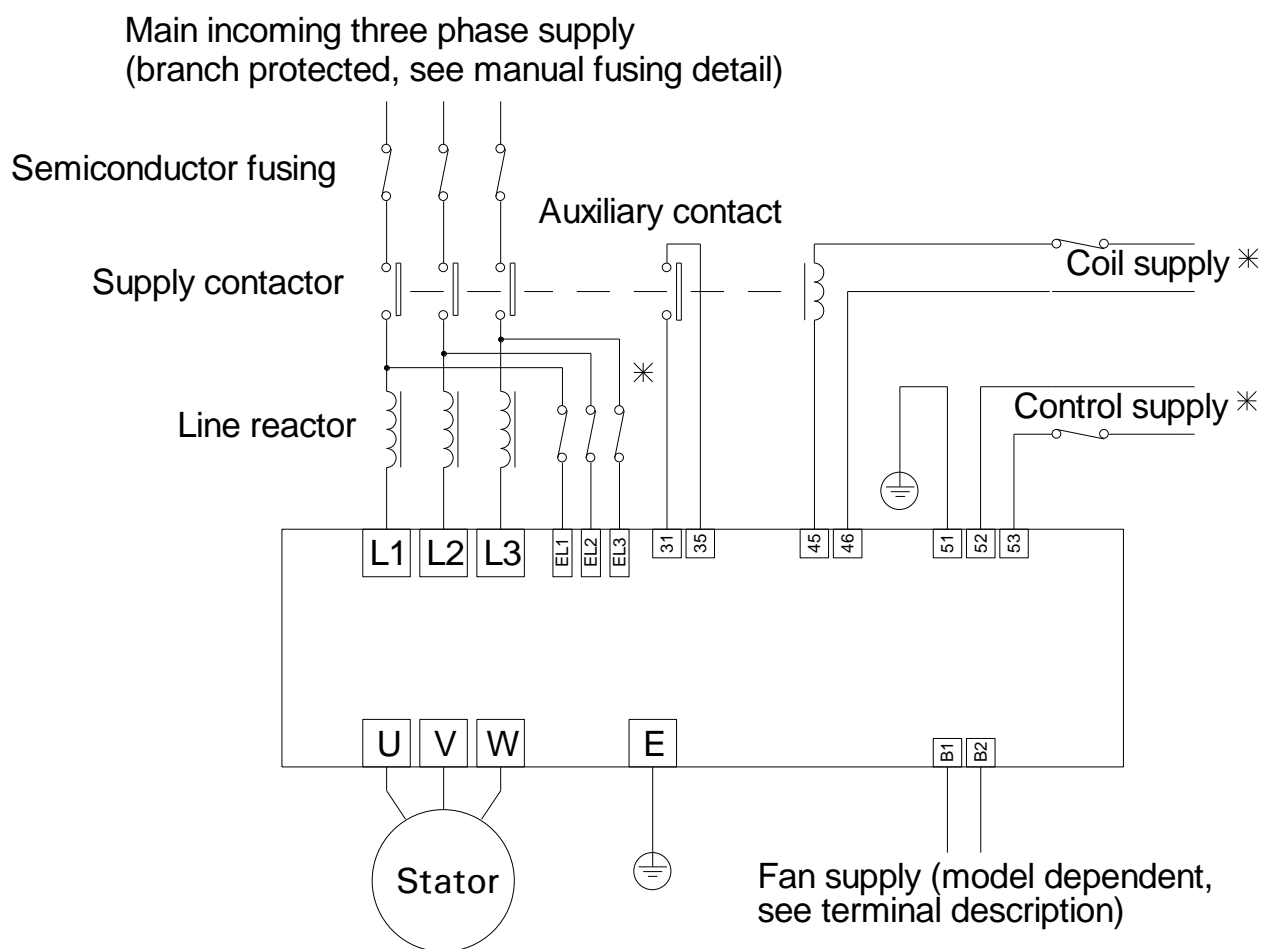 Main incoming three phase supply
(branch protected, see manual fusing detail)
Semiconductor fusing
Auxiliary contact
Supply contactor
Coil supply *
*
Line reactor
Control supply *
L1 L2 L3 EL1 EL2 EL3 31 35 45 46 51 52 53
U V W E B1 B2
Stator
Fan supply (model dependent,
see terminal description)